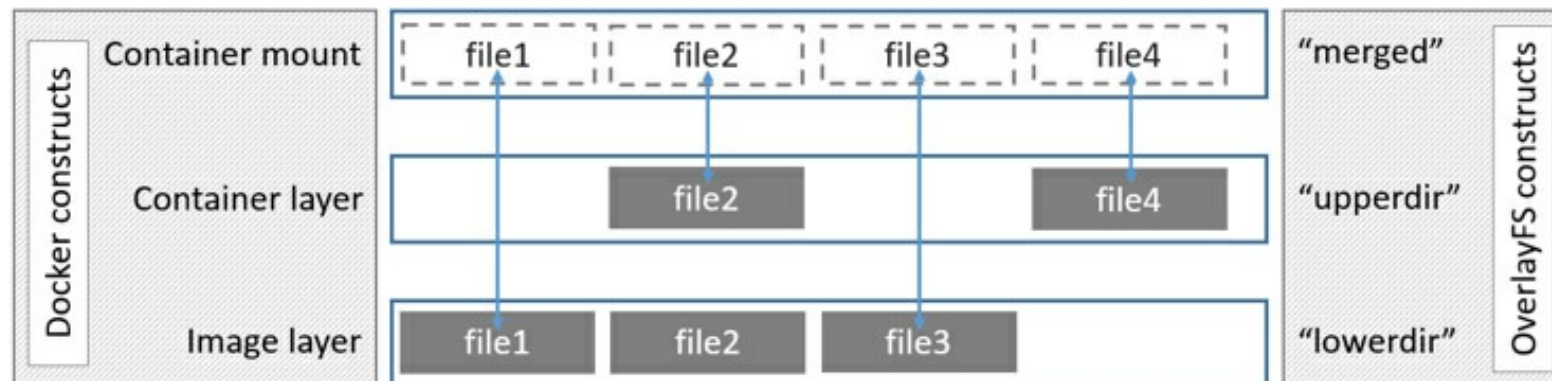 Docker constructs
Container mount
file1
file2
file3
file4
“merged”
OverlayFS constructs
Container layer
file2
file4
“upperdir”
Image layer
file1
file2
file3
“lowerdir”